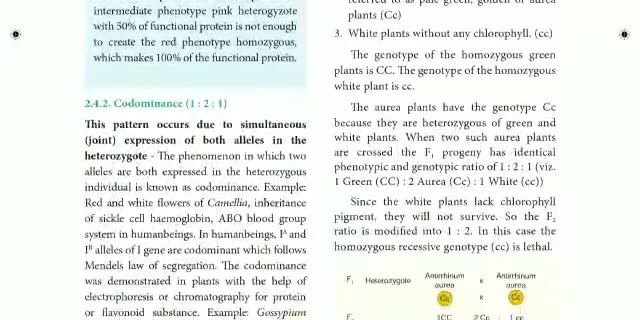 intermediate phenotype pink heterogyzote
with 50% of functional protein is not enough
to create the red phenotype homozygous,
which makes 100% of the functional protein.
2.4.2. Codominance (1 : 2 : 1)
This pattern occurs due to simultaneous
(joint) expression of both alleles in the
heterozygote - The phenomenon in which two
alleles are both expressed in the heterozygous
individual is known as codominance. Example:
Red and white flowers of Camellia, inheritance
of sickle cell haemoglobin, ABO blood group
system in humanbeings. In humanbeings, Iᴬ and
Iᴮ alleles of I gene are codominant which follows
Mendels law of segregation. The codominance
was demonstrated in plants with the help of
electrophoresis or chromatography for protein
or flavonoid substance. Example: Gossypium
referred to as pale green, golden or aurea
plants (Cc)
3. White plants without any chlorophyll. (cc)
The genotype of the homozygous green
plants is CC. The genotype of the homozygous
white plant is cc.
The aurea plants have the genotype Cc
because they are heterozygous of green and
white plants. When two such aurea plants
are crossed the F₁ progeny has identical
phenotypic and genotypic ratio of 1 : 2 : 1 (viz.
1 Green (CC) : 2 Aurea (Cc) : 1 White (cc))
Since the white plants lack chlorophyll
pigment, they will not survive. So the F₂
ratio is modified into 1 : 2. In this case the
homozygous recessive genotype (cc) is lethal.
Antirrhinum Antirrhinum
F₁ Heterozygote aurea x aurea
Cc x Cc
F₂ 1CC 2 Cc 1 cc